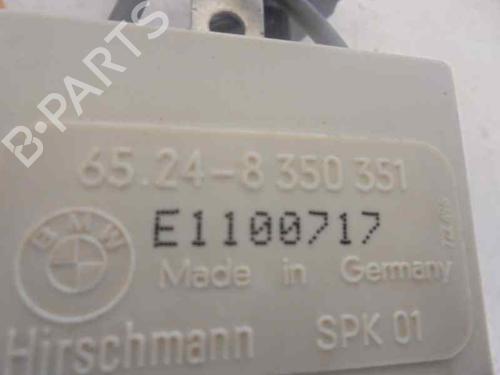 65.24-8 350 351
E1100717
BMW
Made in Germany
Hirschmann SPK 01
B-PARTS